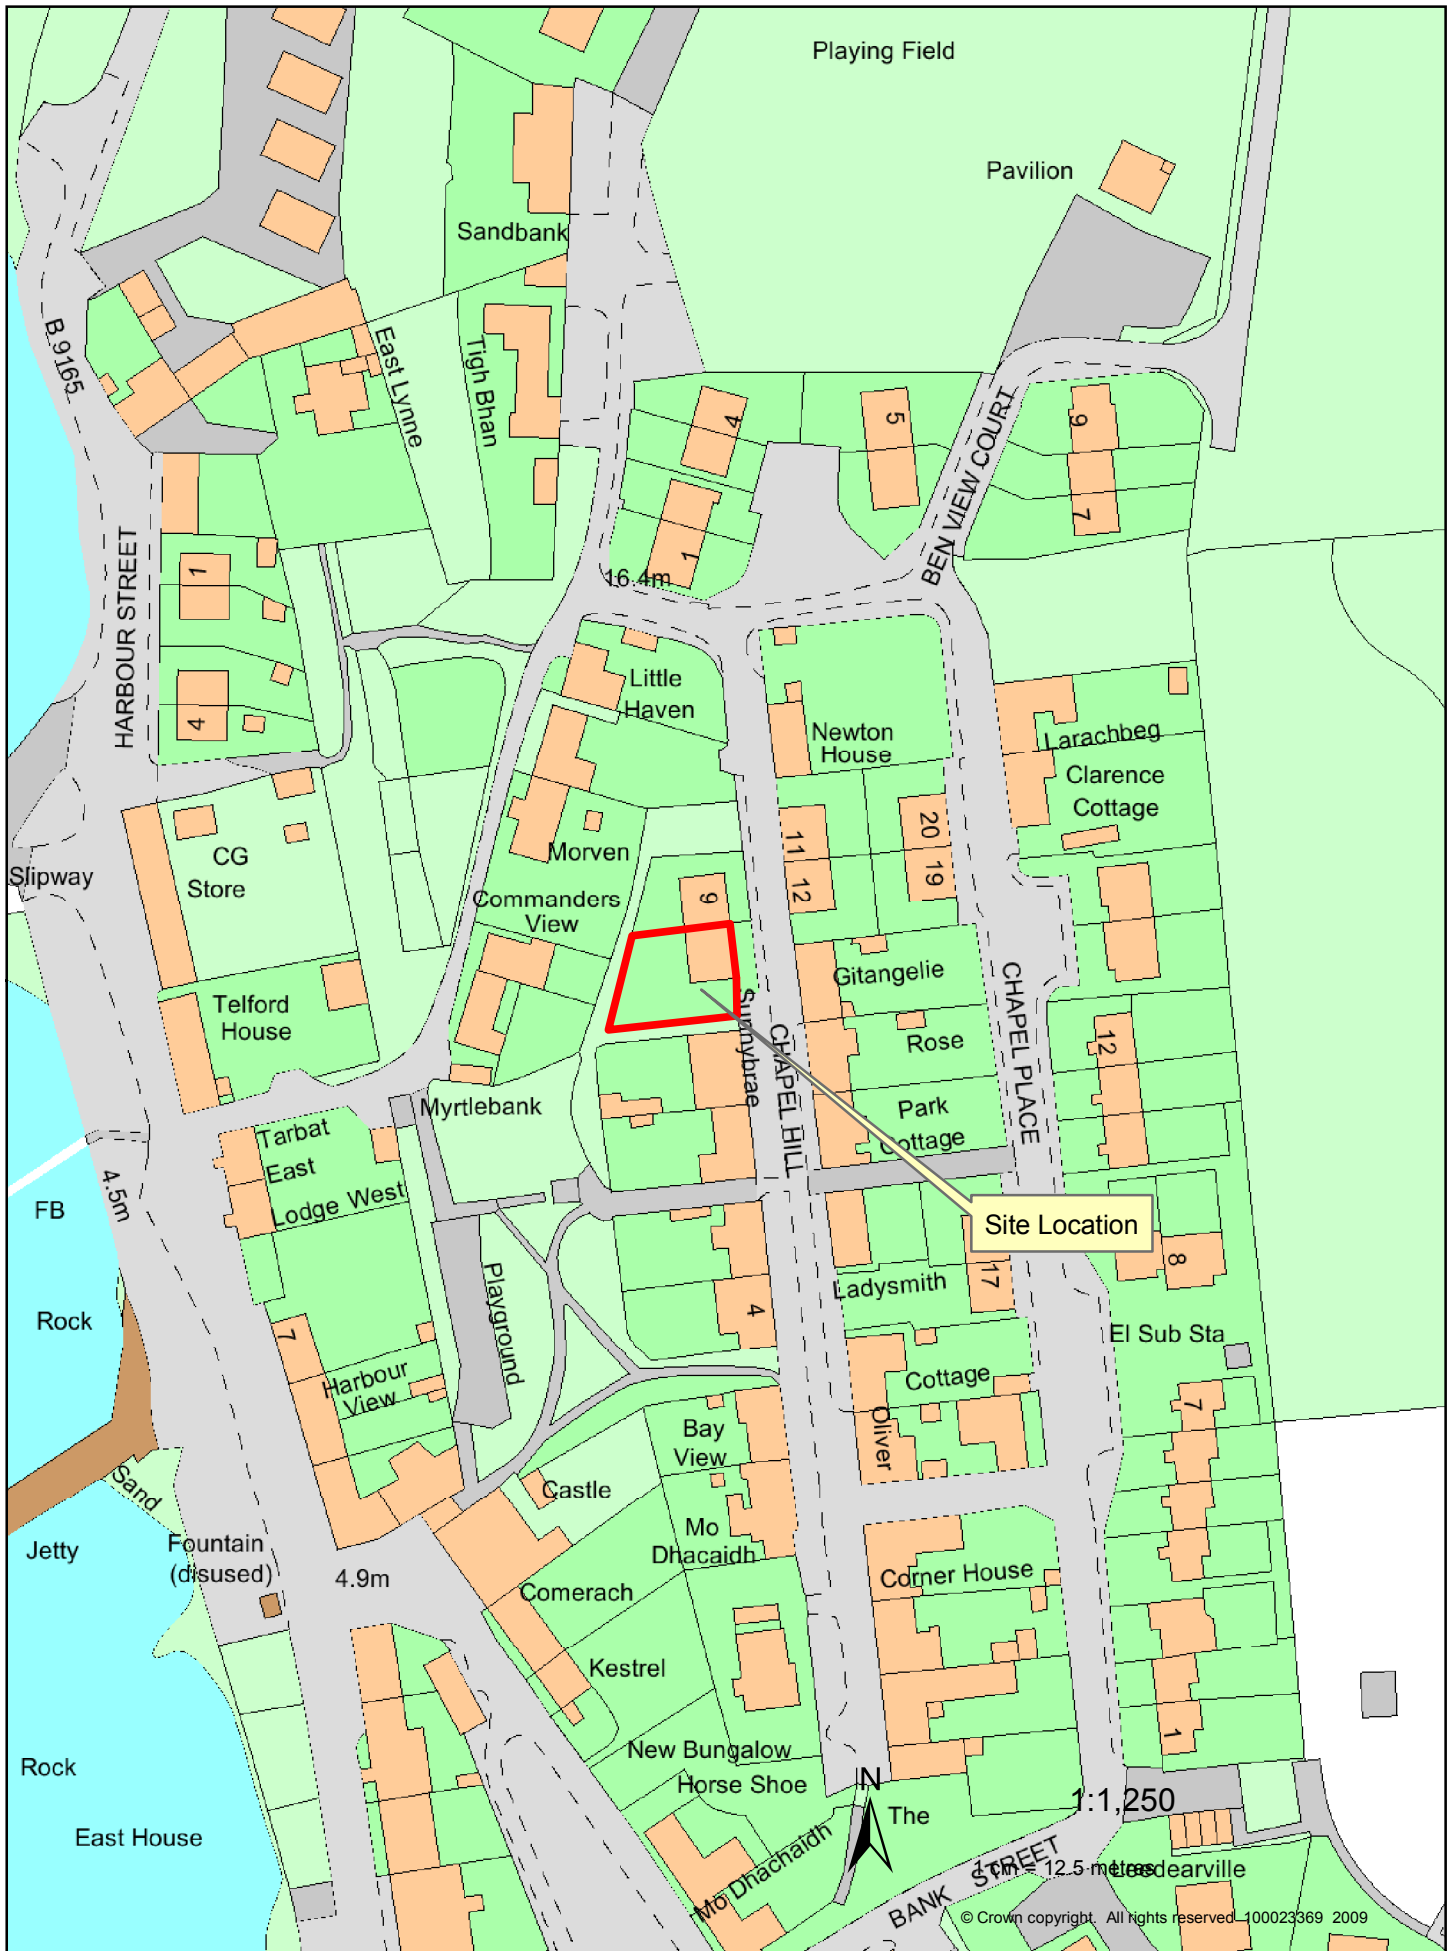 Playing Field
Pavilion
Sandbank
B 9165
East Lynne
Tigh Bhan
4
5
9
7
1
BEN VIEW COURT
16.4m
HARBOUR STREET
1
4
Little
Haven
Newton
House
Larachbeg
Clarence
Cottage
CG
Store
Slipway
Morven
Commanders
View
9
11
12
20
19
Telford
House
Gitangelie
Rose
Park
Cottage
Sunnybrae
CHAPEL HILL
CHAPEL PLACE
12
Myrtlebank
Tarbat
East
Lodge West
4.5m
FB
Rock
Site Location
8
17
Ladysmith
4
Playground
El Sub Sta
7
Harbour
View
Cottage
Oliver
7
Bay
View
Castle
Sand
Jetty
Fountain
(disused)
4.9m
Mo
Dhacaidh
Comerach
Corner House
Kestrel
1
New Bungalow
Horse Shoe
Rock
East House
N
The
1:1,250
Mo Dhachaidh
BANK STREET
1 cm = 12.5 metres
Leedearville
© Crown copyright. All rights reserved 100023369 2009